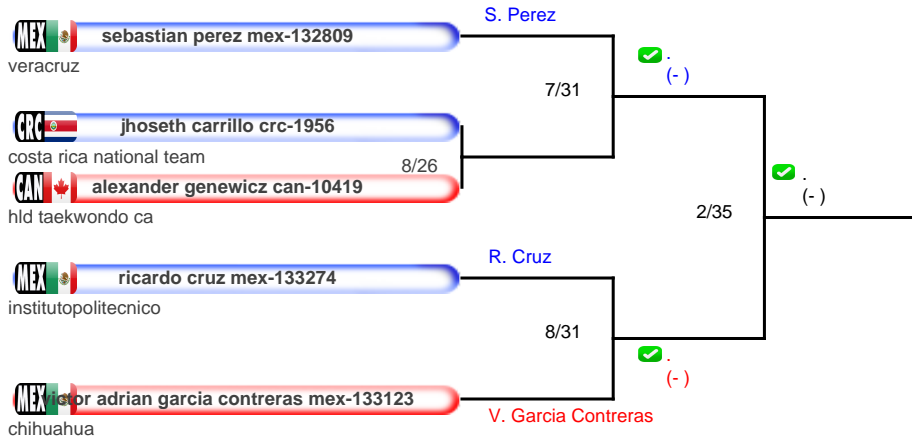 S. Perez
MEX sebastian perez mex-132809
veracruz
.
(- )
7/31
CRC jhoseth carrillo crc-1956
costa rica national team
8/26
CAN alexander genewicz can-10419
hld taekwondo ca
.
(- )
2/35
R. Cruz
MEX ricardo cruz mex-133274
institutopolitecnico
8/31
.
(- )
MEX victor adrian garcia contreras mex-133123
V. Garcia Contreras
chihuahua